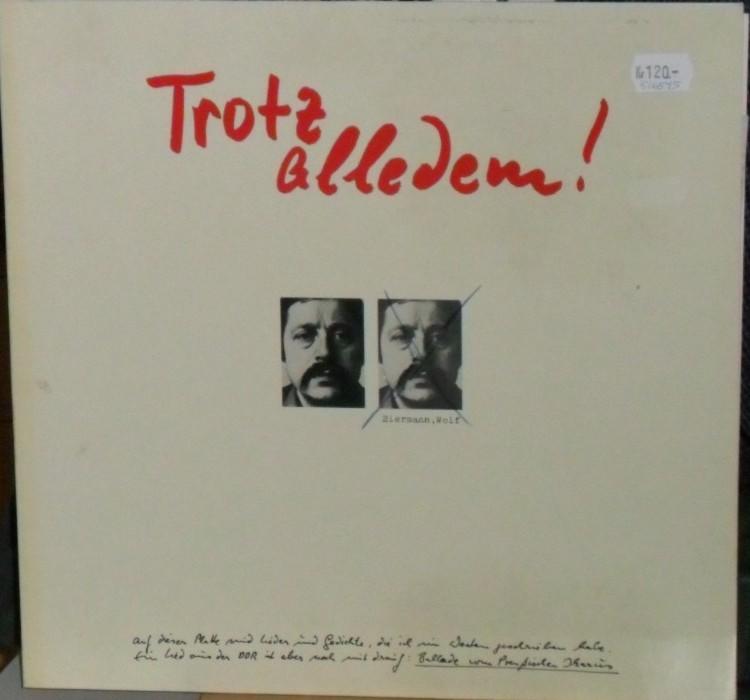 Trotz
alledem!
120.-
Biermann, Wolf
Auf dieser Platte sind Lieder und Gedichte, die ich im Westen geschrieben habe.
Ein Lied aus der DDR ist aber noch mit drauf: Ballade vom Preußischen Ikarus